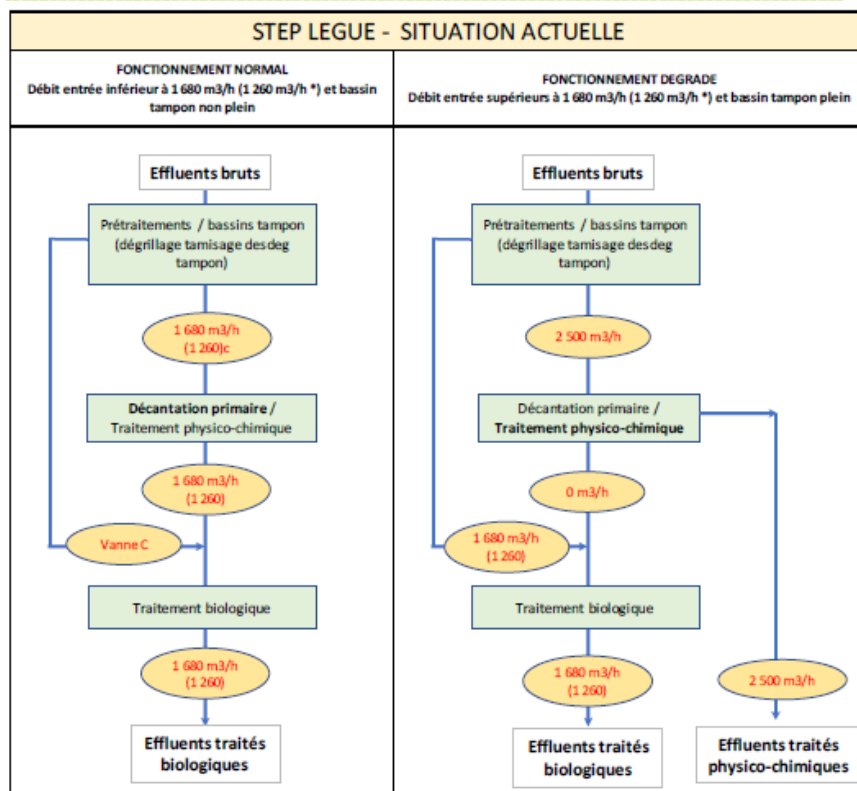 STEP LEGUE - SITUATION ACTUELLE
FONCTIONNEMENT NORMAL
Débit entrée inférieur à 1 680 m3/h (1 260 m3/h *) et bassin
tampon non plein
FONCTIONNEMENT DEGRADE
Débit entrée supérieurs à 1 680 m3/h (1 260 m3/h *) et bassin tampon plein
Effluents bruts
Prétraitements / bassins tampon
(dégrillage tamisage desdeg
tampon)
1 680 m3/h
(1 260)c
Décantation primaire /
Traitement physico-chimique
1 680 m3/h
(1 260)
Vanne C
Traitement biologique
1 680 m3/h
(1 260)
Effluents traités
biologiques
Effluents bruts
Prétraitements / bassins tampon
(dégrillage tamisage desdeg
tampon)
2 500 m3/h
Décantation primaire /
Traitement physico-chimique
0 m3/h
1 680 m3/h
(1 260)
Traitement biologique
1 680 m3/h
(1 260)
2 500 m3/h
Effluents traités
biologiques
Effluents traités
physico-chimiques